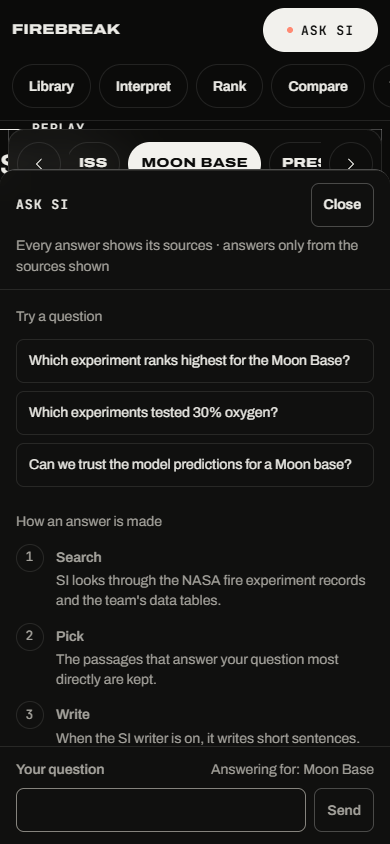 FIREBREAK
ASK SI
Library
Interpret
Rank
Compare
REPLAY
ISS
MOON BASE
ASK SI
Close
Every answer shows its sources · answers only from the
sources shown
Try a question
Which experiment ranks highest for the Moon Base?
Which experiments tested 30% oxygen?
Can we trust the model predictions for a Moon base?
How an answer is made
1 Search
SI looks through the NASA fire experiment records
and the team's data tables.
2 Pick
The passages that answer your question most
directly are kept.
3 Write
When the SI writer is on, it writes short sentences.
Your question
Answering for: Moon Base
Send